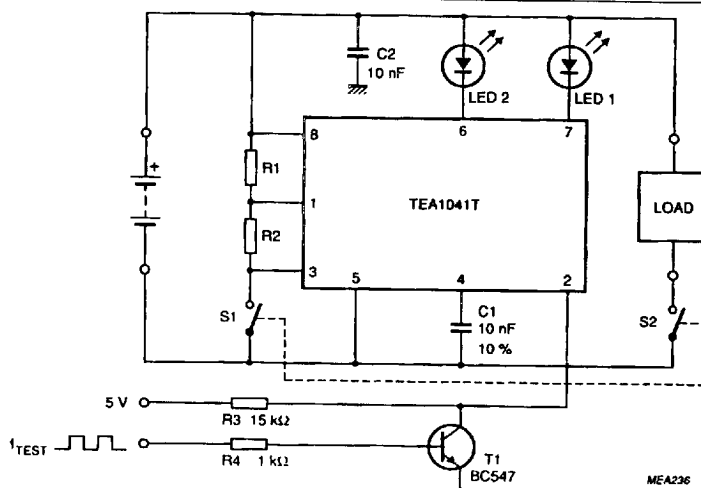 C2
10 nF
LED 2
LED 1
6
7
8
+
R1
1
TEA1041T
LOAD
R2
3
5
4
2
S1
C1
10 nF
10 %
S2
5 V
R3 15 kΩ
fTEST
R4 1 kΩ
T1
BC547
MEA236